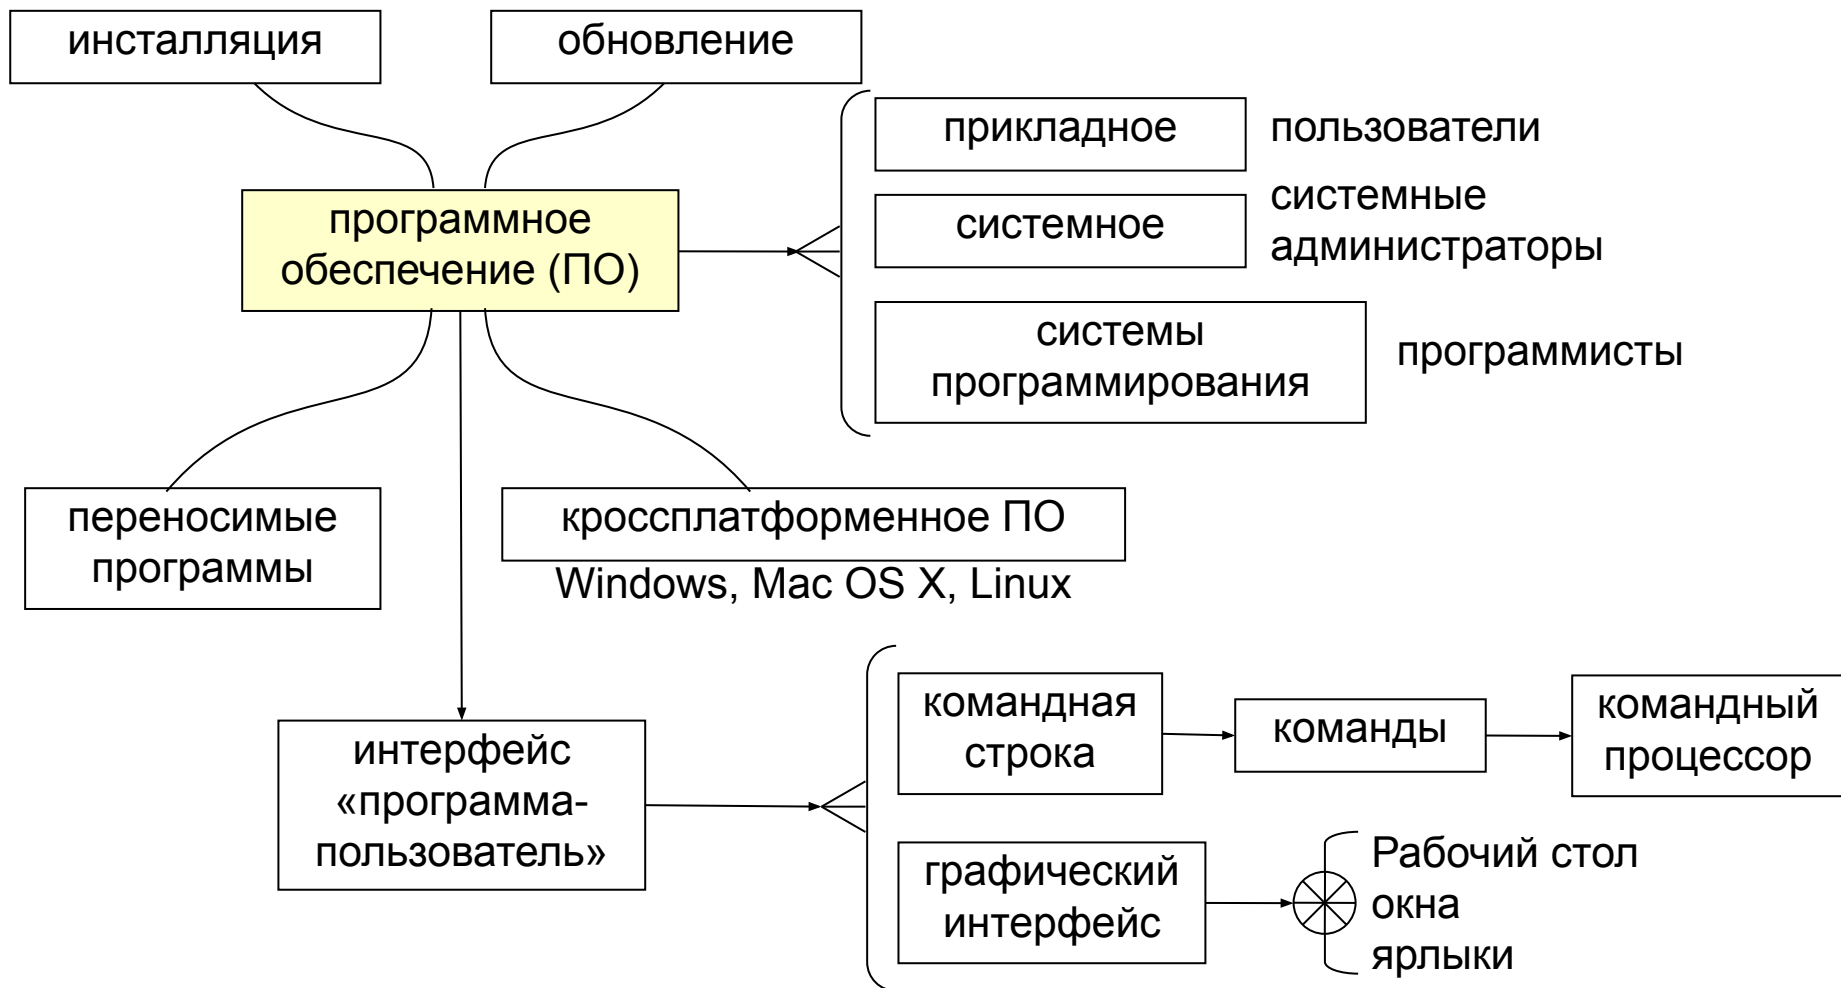 инсталляция
обновление
прикладное
пользователи
системное
системные
администраторы
программное
обеспечение (ПО)
системы
программирования
программисты
переносимые
программы
кроссплатформенное ПО
Windows, Mac OS X, Linux
интерфейс
«программа-
пользователь»
командная
строка
команды
командный
процессор
графический
интерфейс
Рабочий стол
окна
ярлыки